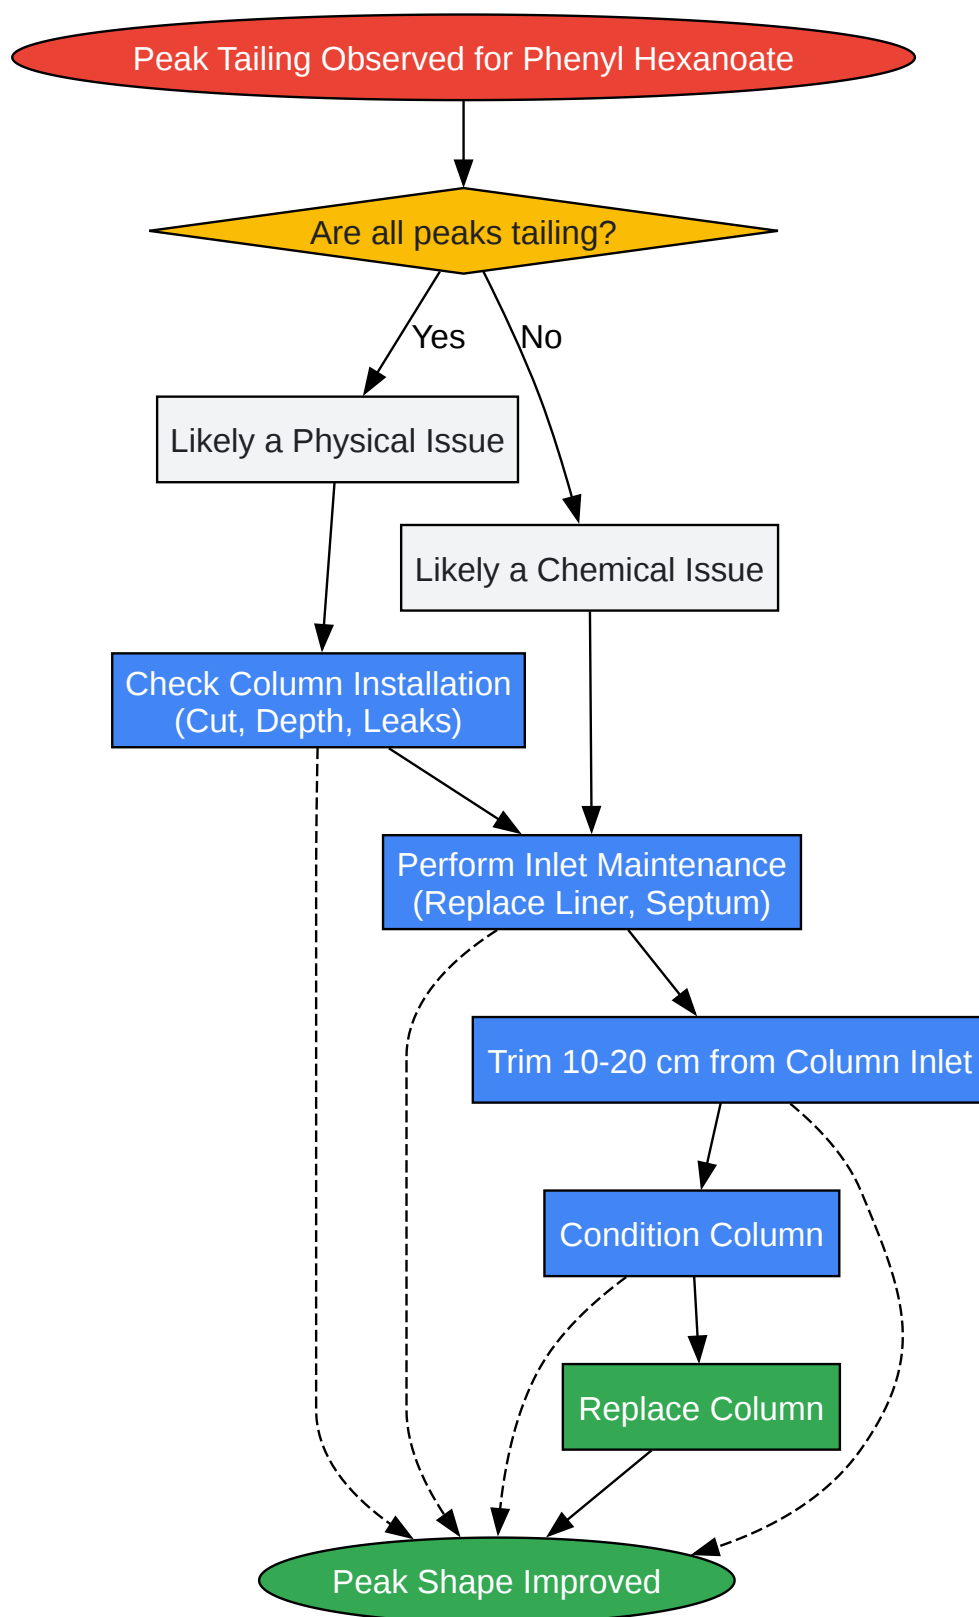 Peak Tailing Observed for Phenyl Hexanoate
Are all peaks tailing?
Yes
No
Likely a Physical Issue
Likely a Chemical Issue
Check Column Installation
(Cut, Depth, Leaks)
Perform Inlet Maintenance
(Replace Liner, Septum)
Trim 10-20 cm from Column Inlet
Condition Column
Replace Column
Peak Shape Improved